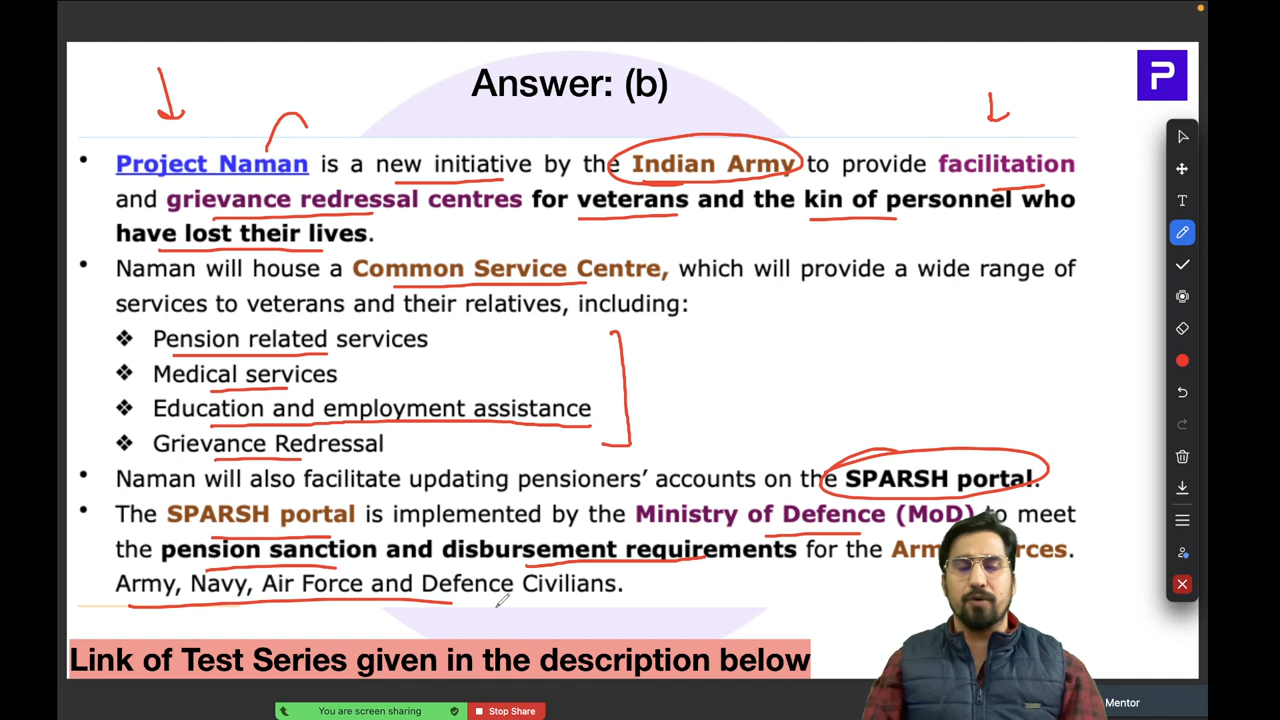 Answer: (b)
P
• Project Naman is a new initiative by the Indian Army to provide facilitation
and grievance redressal centres for veterans and the kin of personnel who
have lost their lives.
• Naman will house a Common Service Centre, which will provide a wide range of
services to veterans and their relatives, including:
❖ Pension related services
❖ Medical services
❖ Education and employment assistance
❖ Grievance Redressal
• Naman will also facilitate updating pensioners’ accounts on the SPARSH portal.
• The SPARSH portal is implemented by the Ministry of Defence (MoD) to meet
the pension sanction and disbursement requirements for the
Army, Navy, Air Force and Defence Civilians.
Link of Test Series given in the description below
You are screen sharing
Stop Share
Mentor
T